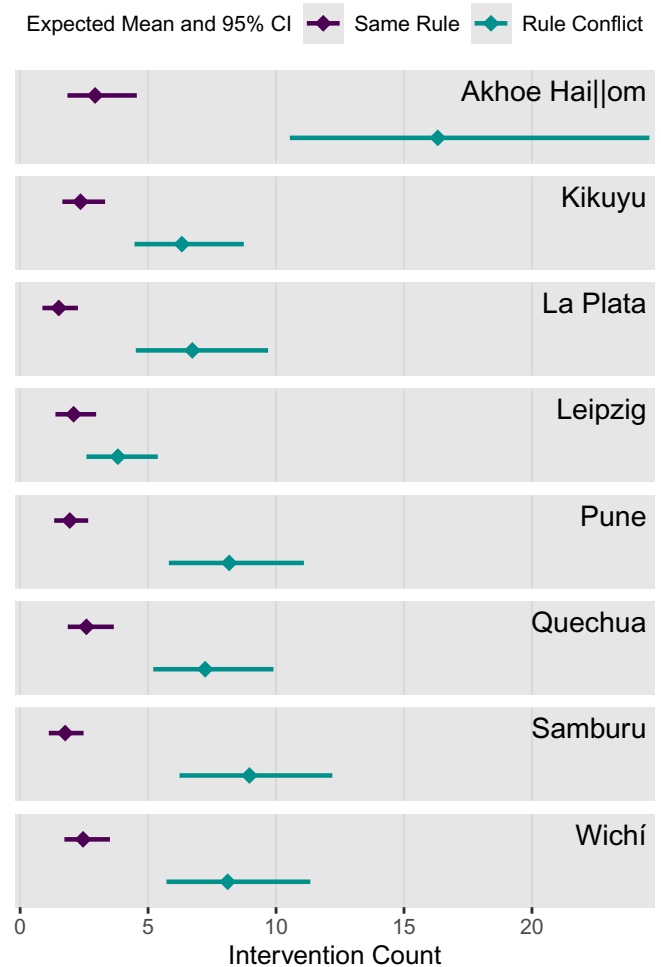 Expected Mean and 95% CI Same Rule Rule Conflict
Akhoe Hai||om
Kikuyu
La Plata
Leipzig
Pune
Quechua
Samburu
Wichí
0 5 10 15 20
Intervention Count